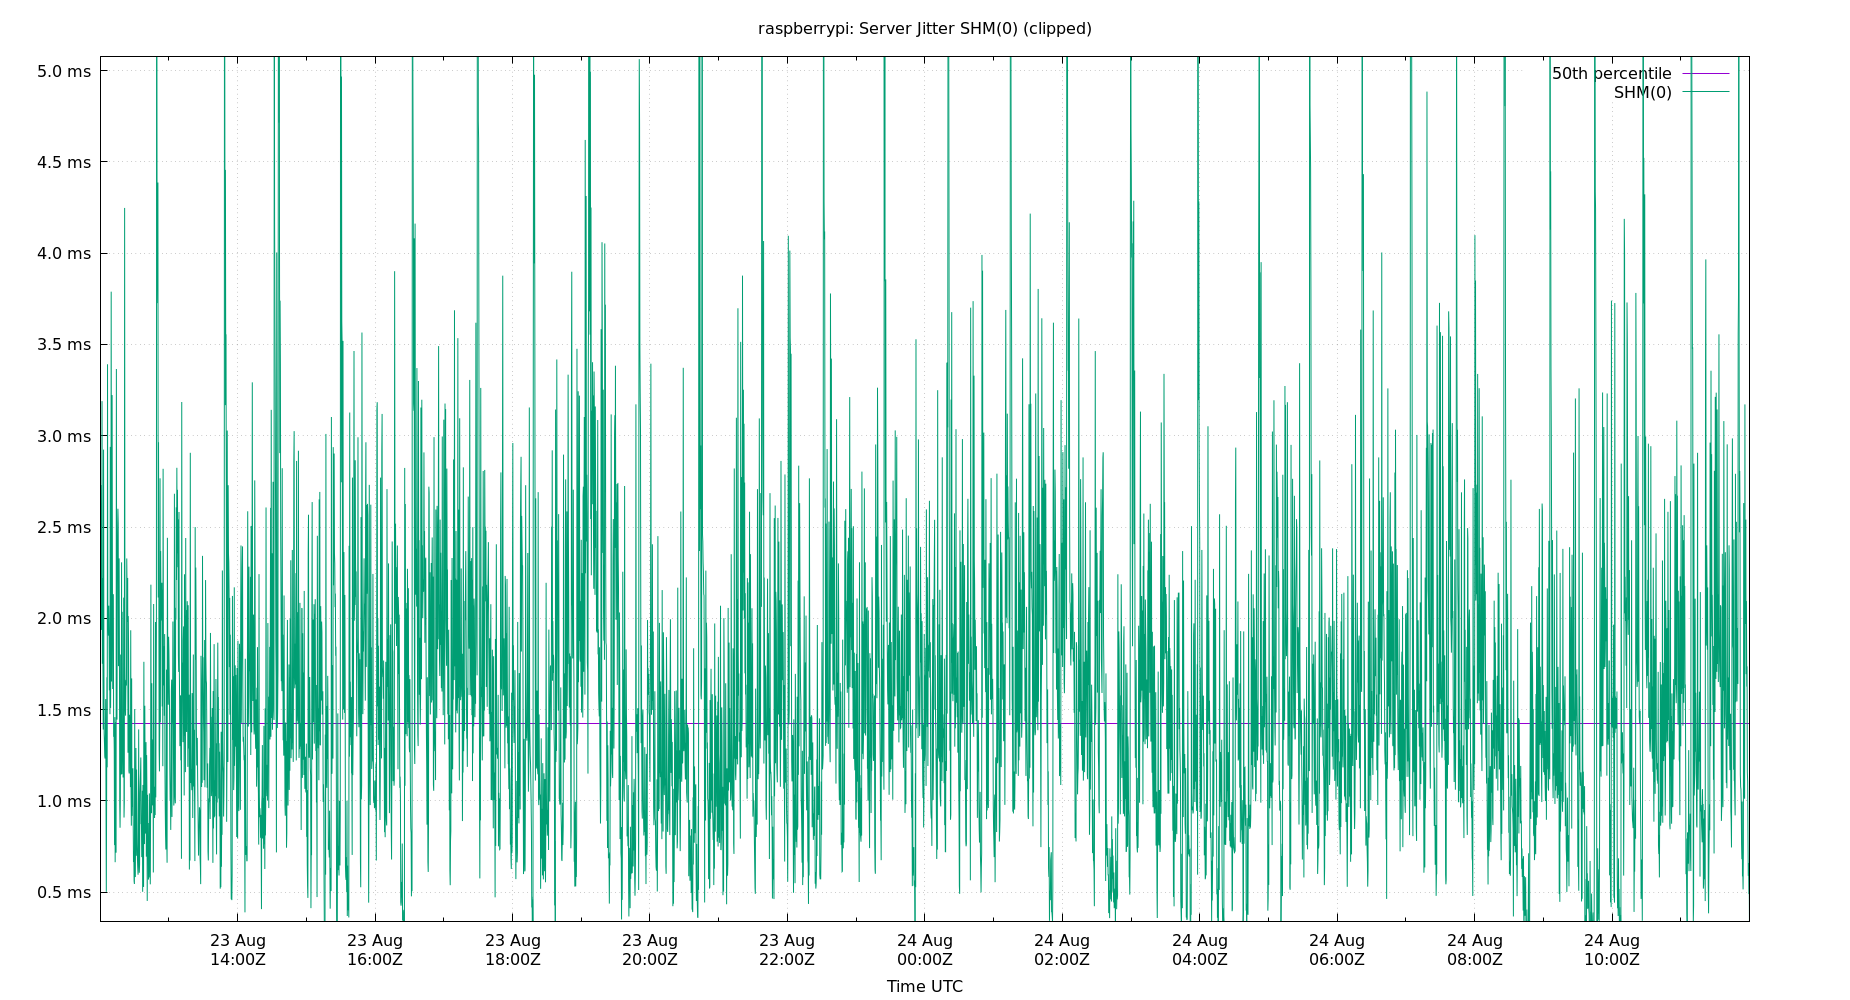 raspberrypi: Server Jitter SHM(0) (clipped)
5.0 ms
4.5 ms
4.0 ms
3.5 ms
3.0 ms
2.5 ms
2.0 ms
1.5 ms
1.0 ms
0.5 ms
50th percentile
SHM(0)
23 Aug 23 Aug 23 Aug 23 Aug 23 Aug 24 Aug 24 Aug 24 Aug 24 Aug 24 Aug 24 Aug
14:00Z 16:00Z 18:00Z 20:00Z 22:00Z 00:00Z 02:00Z 04:00Z 06:00Z 08:00Z 10:00Z
Time UTC